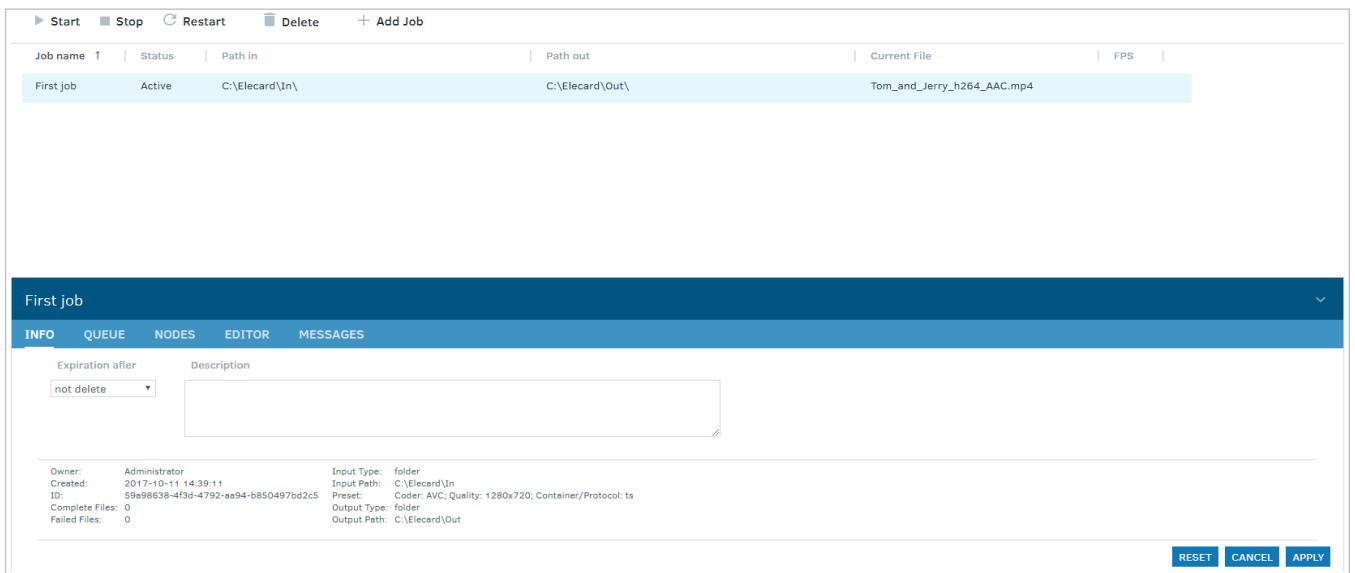 Start Stop Restart Delete Add Job
Job name ↑ Status Path in Path out Current File FPS
First job Active C:\Elecard\In\ C:\Elecard\Out\ Tom_and_Jerry_h264_AAC.mp4
First job
INFO QUEUE NODES EDITOR MESSAGES
Expiration afler Description
not delete
Owner: Administrator Input Type: folder
Created: 2017-10-11 14:39:11 Input Path: C:\Elecard\In
ID: 59a98638-4f3d-4792-aa94-b850497bd2c5 Preset: Coder: AVC; Quality: 1280x720; Container/Protocol: ts
Complete Files: 0 Output Type: folder
Failed Files: 0 Output Path: C:\Elecard\Out
RESET CANCEL APPLY